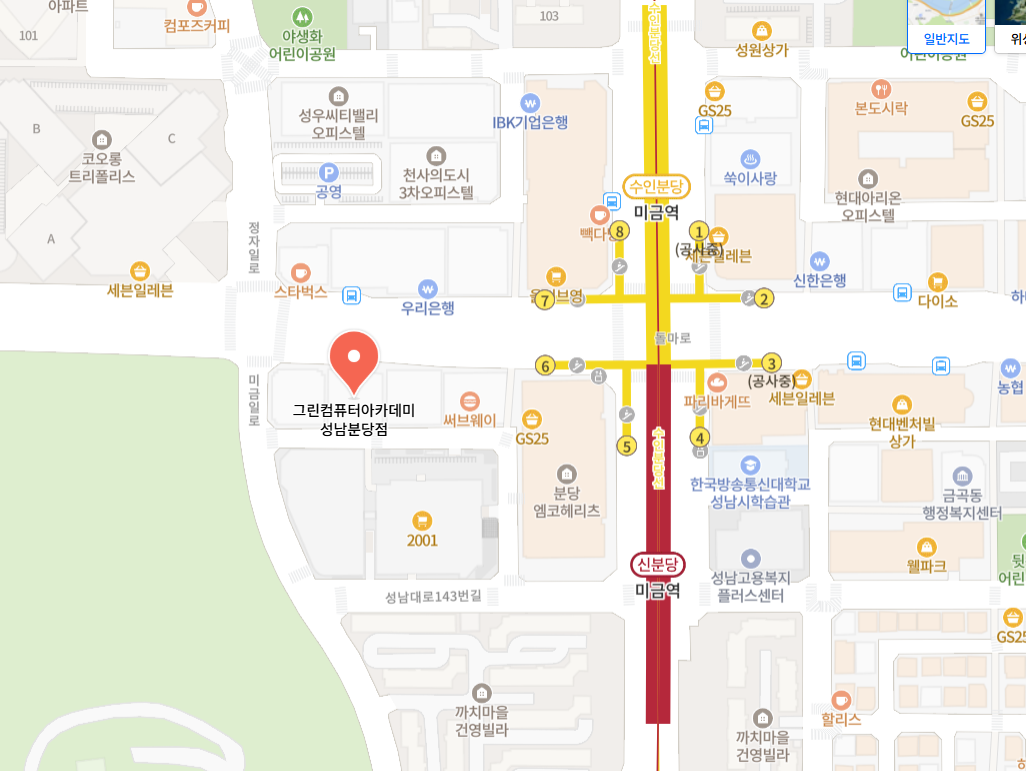 아파트
101
컴포즈커피
야생화
어린이공원
103
수인분당선
성원상가
어린이공원
일반지도
B
C
A
코오롱
트리폴리스
성우씨티밸리
오피스텔
P
공영
천사의도시
3차오피스텔
IBK기업은행
GS25
쑥이사랑
본도시락
GS25
현대아리온
오피스텔
수인분당
미금역
정자일로
세븐일레븐
스타벅스
우리은행
8
1
(공사중)
세븐일레븐
신한은행
다이소
7
2
돌마로
6
3
(공사중)
세븐일레븐
농협
미금일로
그린컴퓨터아카데미
성남분당점
써브웨이
GS25
파리바게뜨
현대벤처빌
상가
5
4
수인분당선
한국방송통신대학교
성남시학습관
금곡동
행정복지센터
분당
엠코헤리츠
2001
웰파크
신분당
미금역
성남고용복지
플러스센터
성남대로143번길
GS25
까치마을
건영빌라
까치마을
건영빌라
할리스